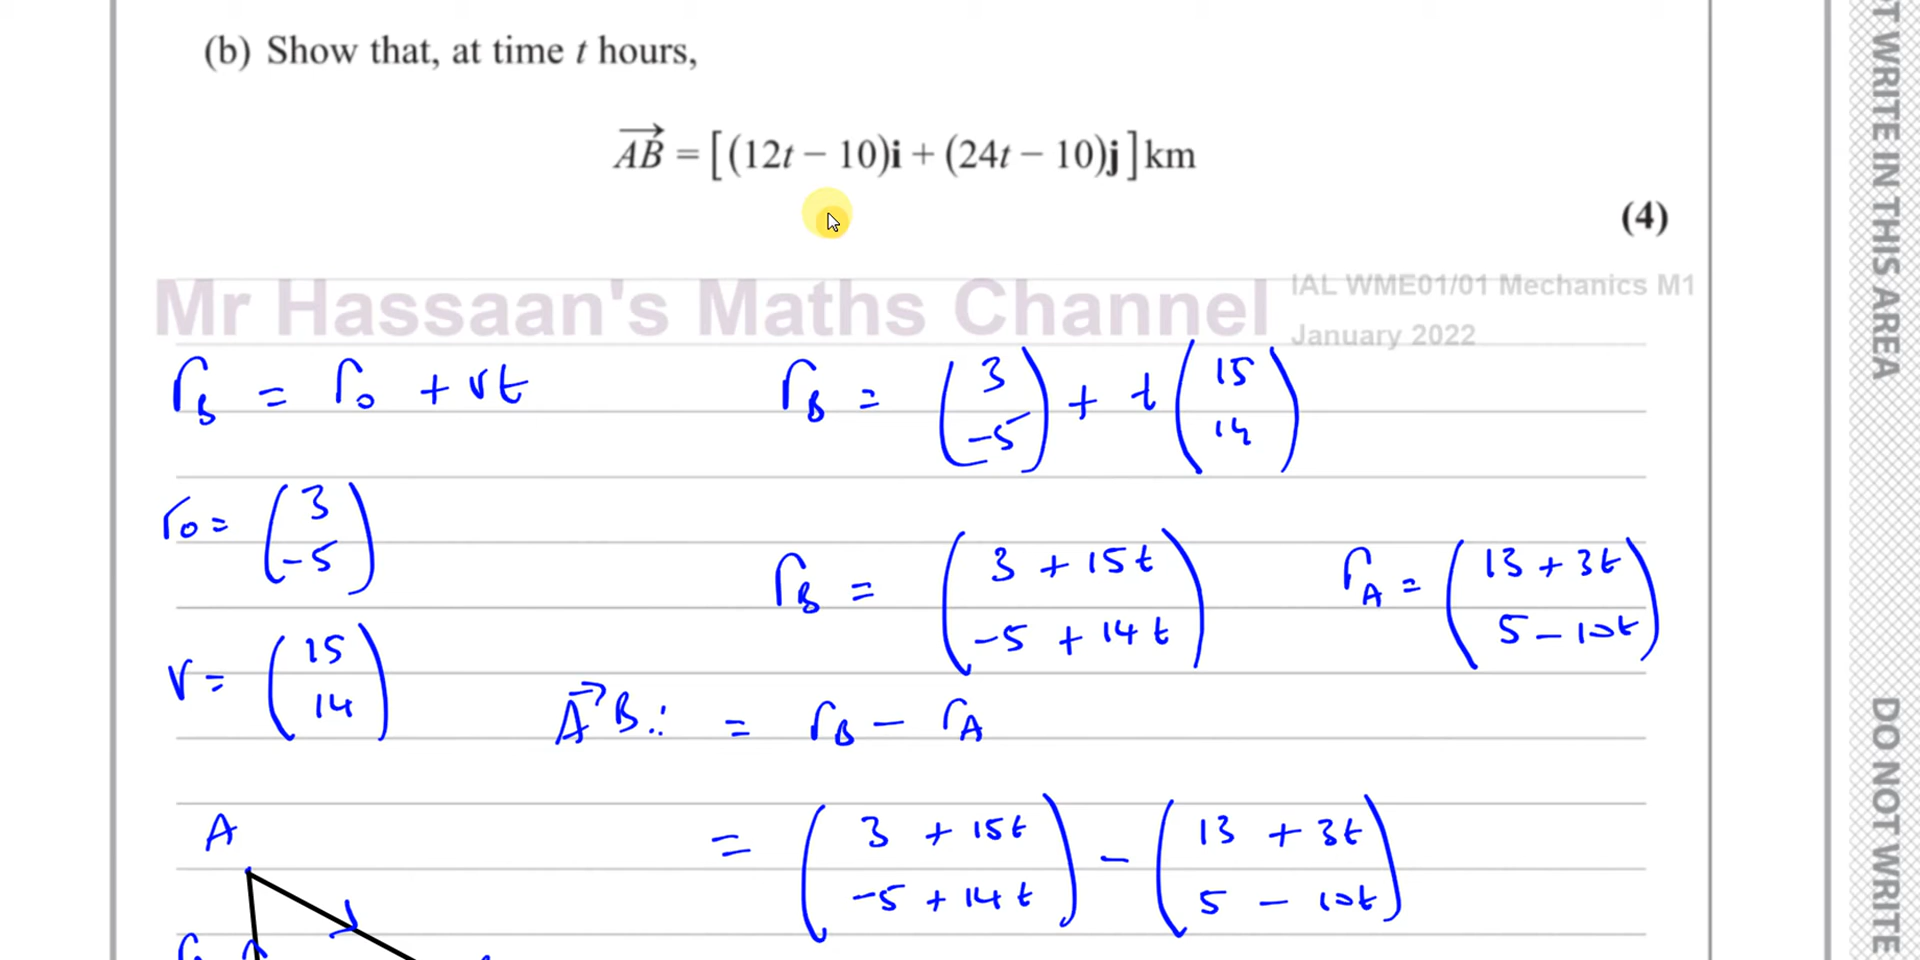 (b) Show that, at time t hours,
AB = [(12t − 10)i + (24t − 10)j] km
(4)
Mr Hassaan's Maths Channel
IAL WME01/01 Mechanics M1
January 2022
r_B = r_0 + vt
r_B = (3 -5) + t (15 14)
r_0 = (3 -5)
r_B = (3 + 15t -5 + 14t)
r_A = (13 + 3t 5 - 10t)
v = (15 14)
AB ∴ = r_B - r_A
A
= (3 + 15t -5 + 14t) - (13 + 3t 5 - 10t)
OT WRITE IN THIS AREA
DO NOT WRITE